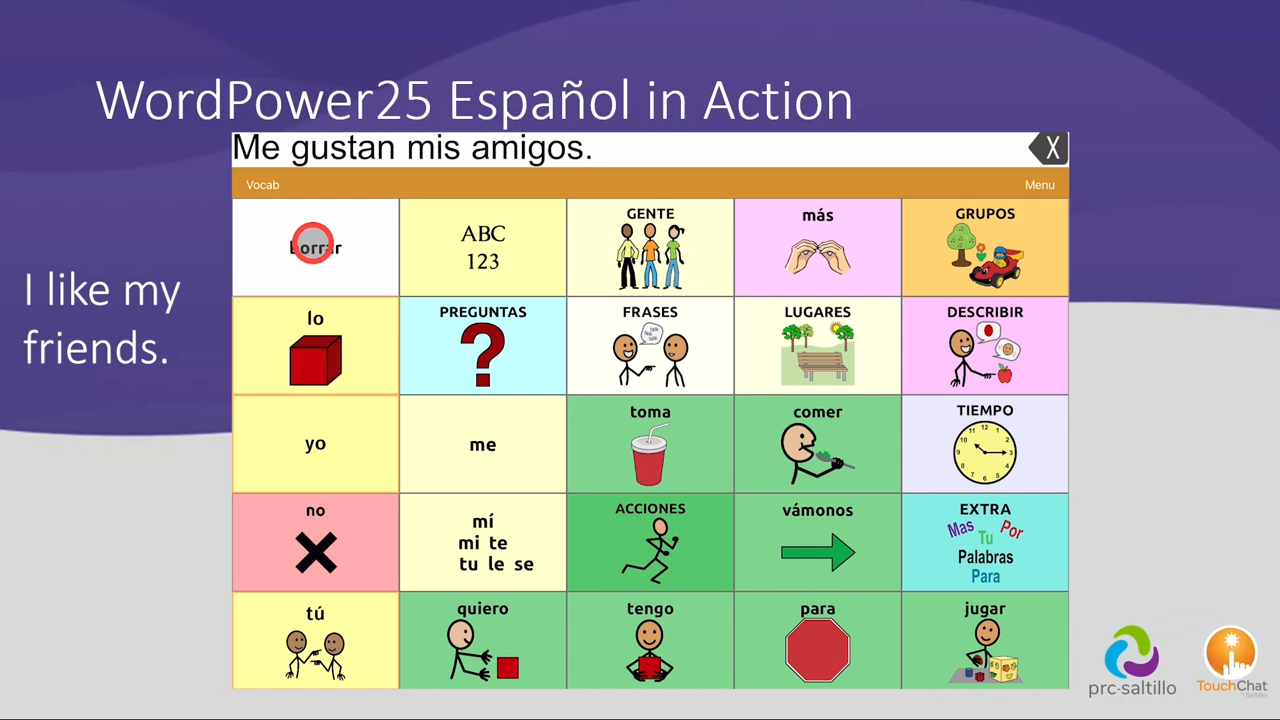 WordPower25 Español in Action
Me gustan mis amigos.
X
Vocab
Menu
borrar
ABC
123
GENTE
más
GRUPOS
lo
PREGUNTAS
?
FRASES
LUGARES
DESCRIBIR
I like my
friends.
yo
me
toma
comer
TIEMPO
no
mí
mi te
tu le se
ACCIONES
vámonos
EXTRA
Mas
Por
Tu
Palabras
Para
tú
quiero
tengo
para
jugar
prc-saltillo
TouchChat